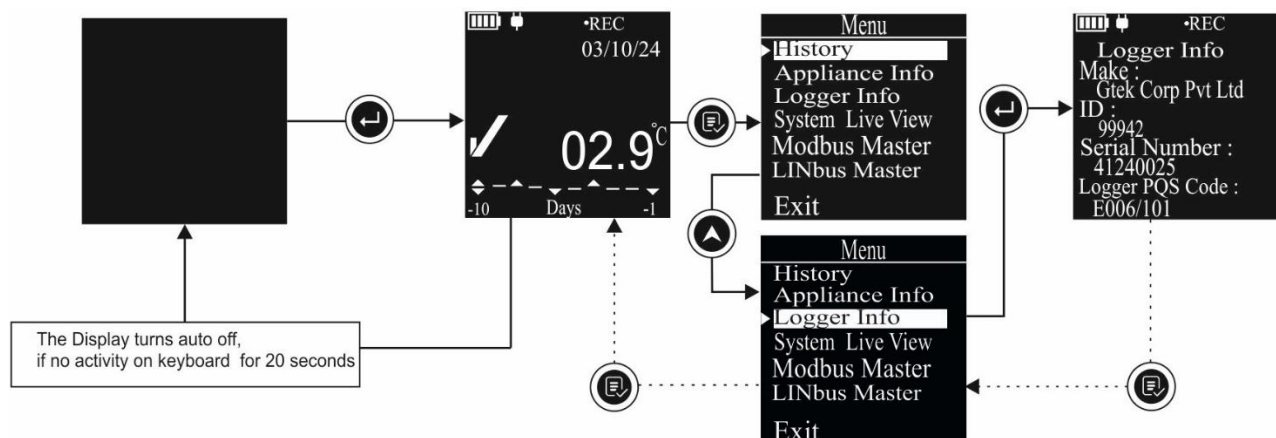 •REC
03/10/24
02.9°C
-10 Days -1
The Display turns auto off,
if no activity on keyboard for 20 seconds
Menu
History
Appliance Info
Logger Info
System Live View
Modbus Master
LINbus Master
Exit
Menu
History
Appliance Info
Logger Info
System Live View
Modbus Master
LINbus Master
Exit
•REC
Logger Info
Make :
Gtek Corp Pvt Ltd
ID :
99942
Serial Number :
41240025
Logger PQS Code :
E006/101